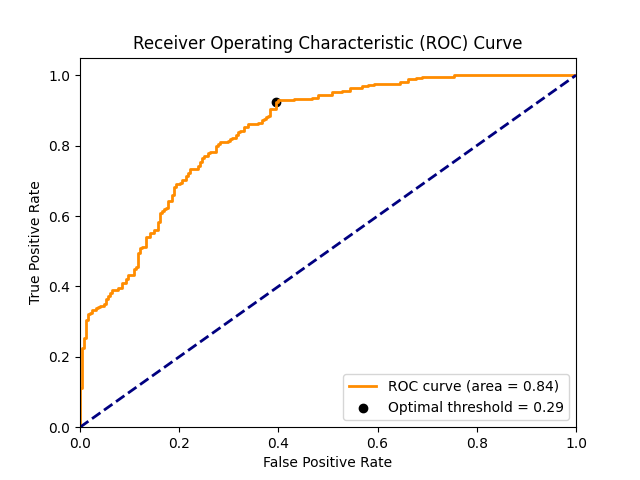 Receiver Operating Characteristic (ROC) Curve
1.0
0.8
0.6
0.4
0.2
0.0
True Positive Rate
ROC curve (area = 0.84)
Optimal threshold = 0.29
0.0 0.2 0.4 0.6 0.8 1.0
False Positive Rate